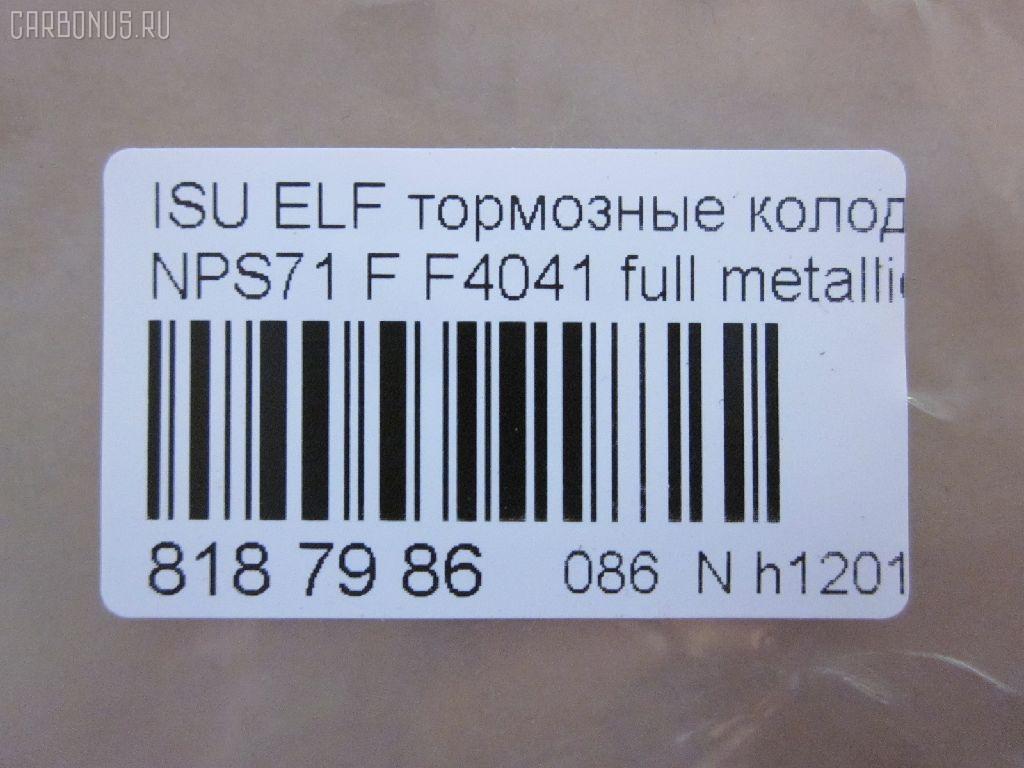 CARBONUS.RU
ISU ELF тормозные колод
NPS71 F F4041 full metallic
818 79 86 086 N h1201